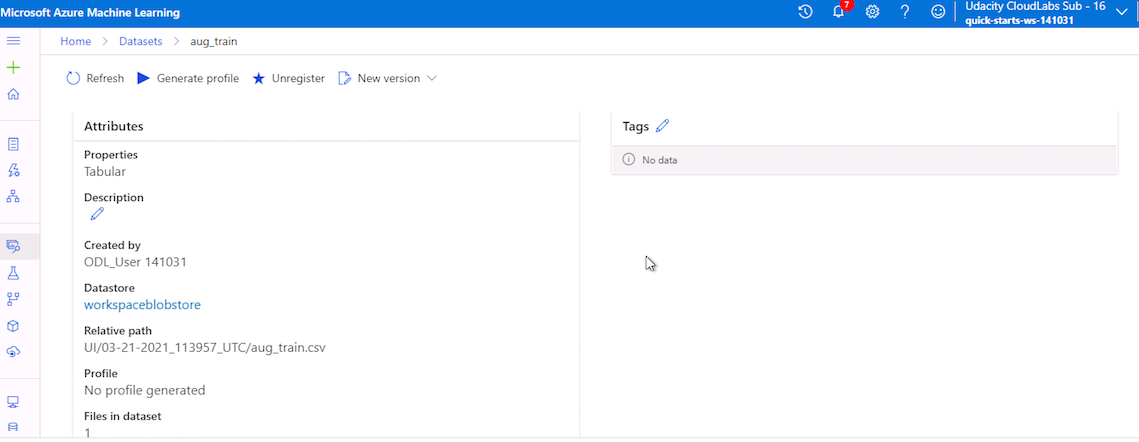 Microsoft Azure Machine Learning
7
Udacity CloudLabs Sub - 16
quick-starts-ws-141031
Home > Datasets > aug_train
Refresh Generate profile Unregister New version
Attributes
Properties
Tabular
Description
Created by
ODL_User 141031
Datastore
workspaceblobstore
Relative path
UI/03-21-2021_113957_UTC/aug_train.csv
Profile
No profile generated
Files in dataset
1
Tags
No data